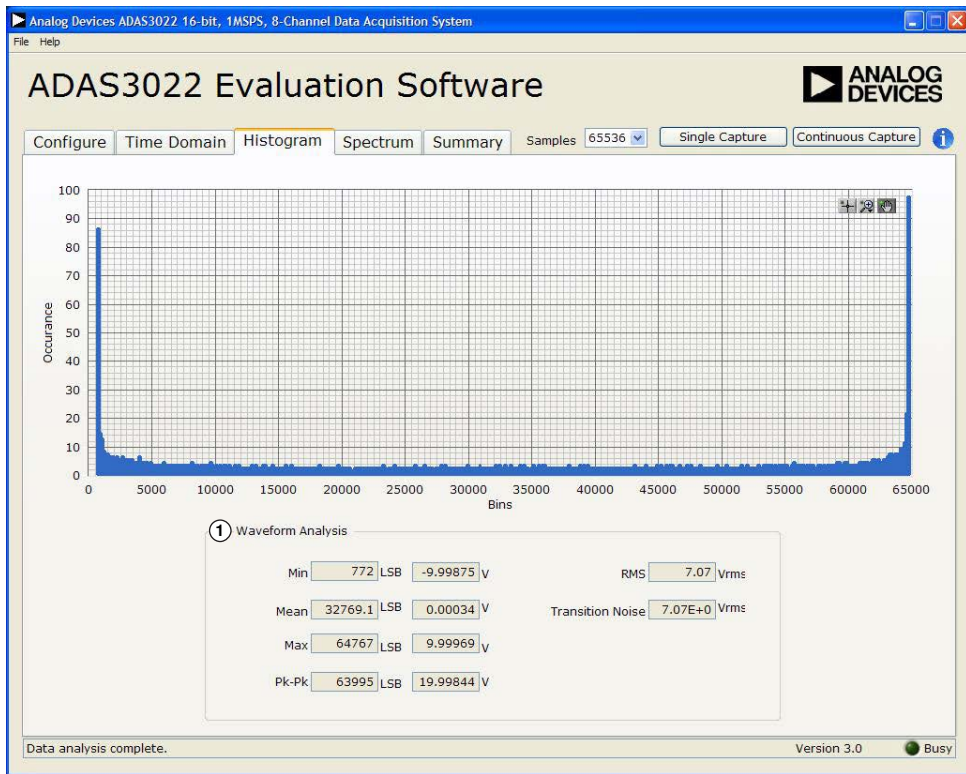 Analog Devices ADAS3022 16-bit, 1MSPS, 8-Channel Data Acquisition System
File Help
ADAS3022 Evaluation Software
ANALOG
DEVICES
Configure Time Domain Histogram Spectrum Summary Samples 65536 Single Capture Continuous Capture i
100
90
80
70
60
50
40
30
20
10
0
Occurance
0 5000 10000 15000 20000 25000 30000 35000 40000 45000 50000 55000 60000 65000
Bins
1 Waveform Analysis
Min 772 LSB -9.99875 V RMS 7.07 Vrms
Mean 32769.1 LSB 0.00034 V Transition Noise 7.07E+0 Vrms
Max 64767 LSB 9.99969 V
Pk-Pk 63995 LSB 19.99844 V
Data analysis complete. Version 3.0 Busy